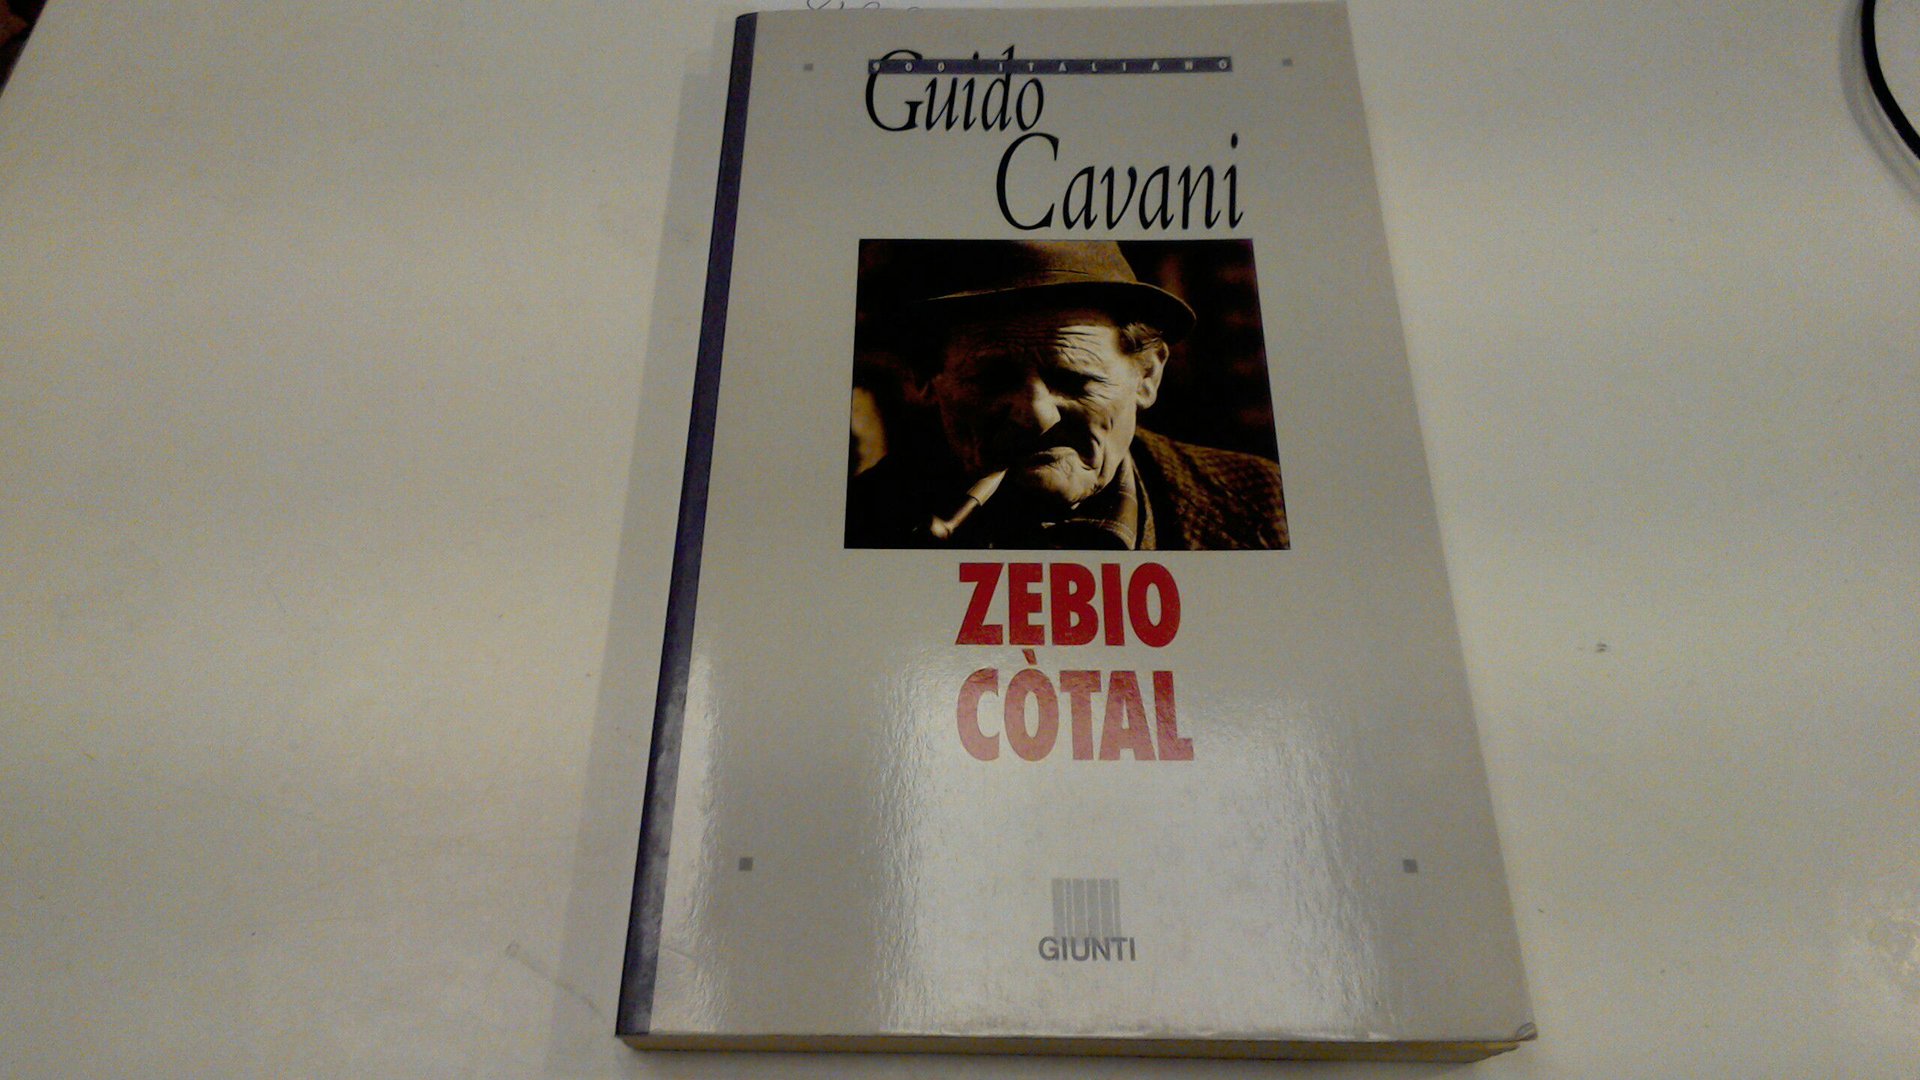 900 ITALIANO
Guido
Cavani
ZEBIO
CÒTAL
GIUNTI